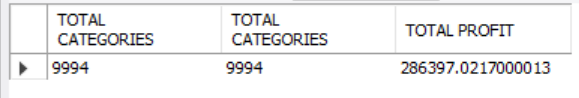 TOTAL CATEGORIES TOTAL CATEGORIES TOTAL PROFIT
9994 9994 286397.0217000013